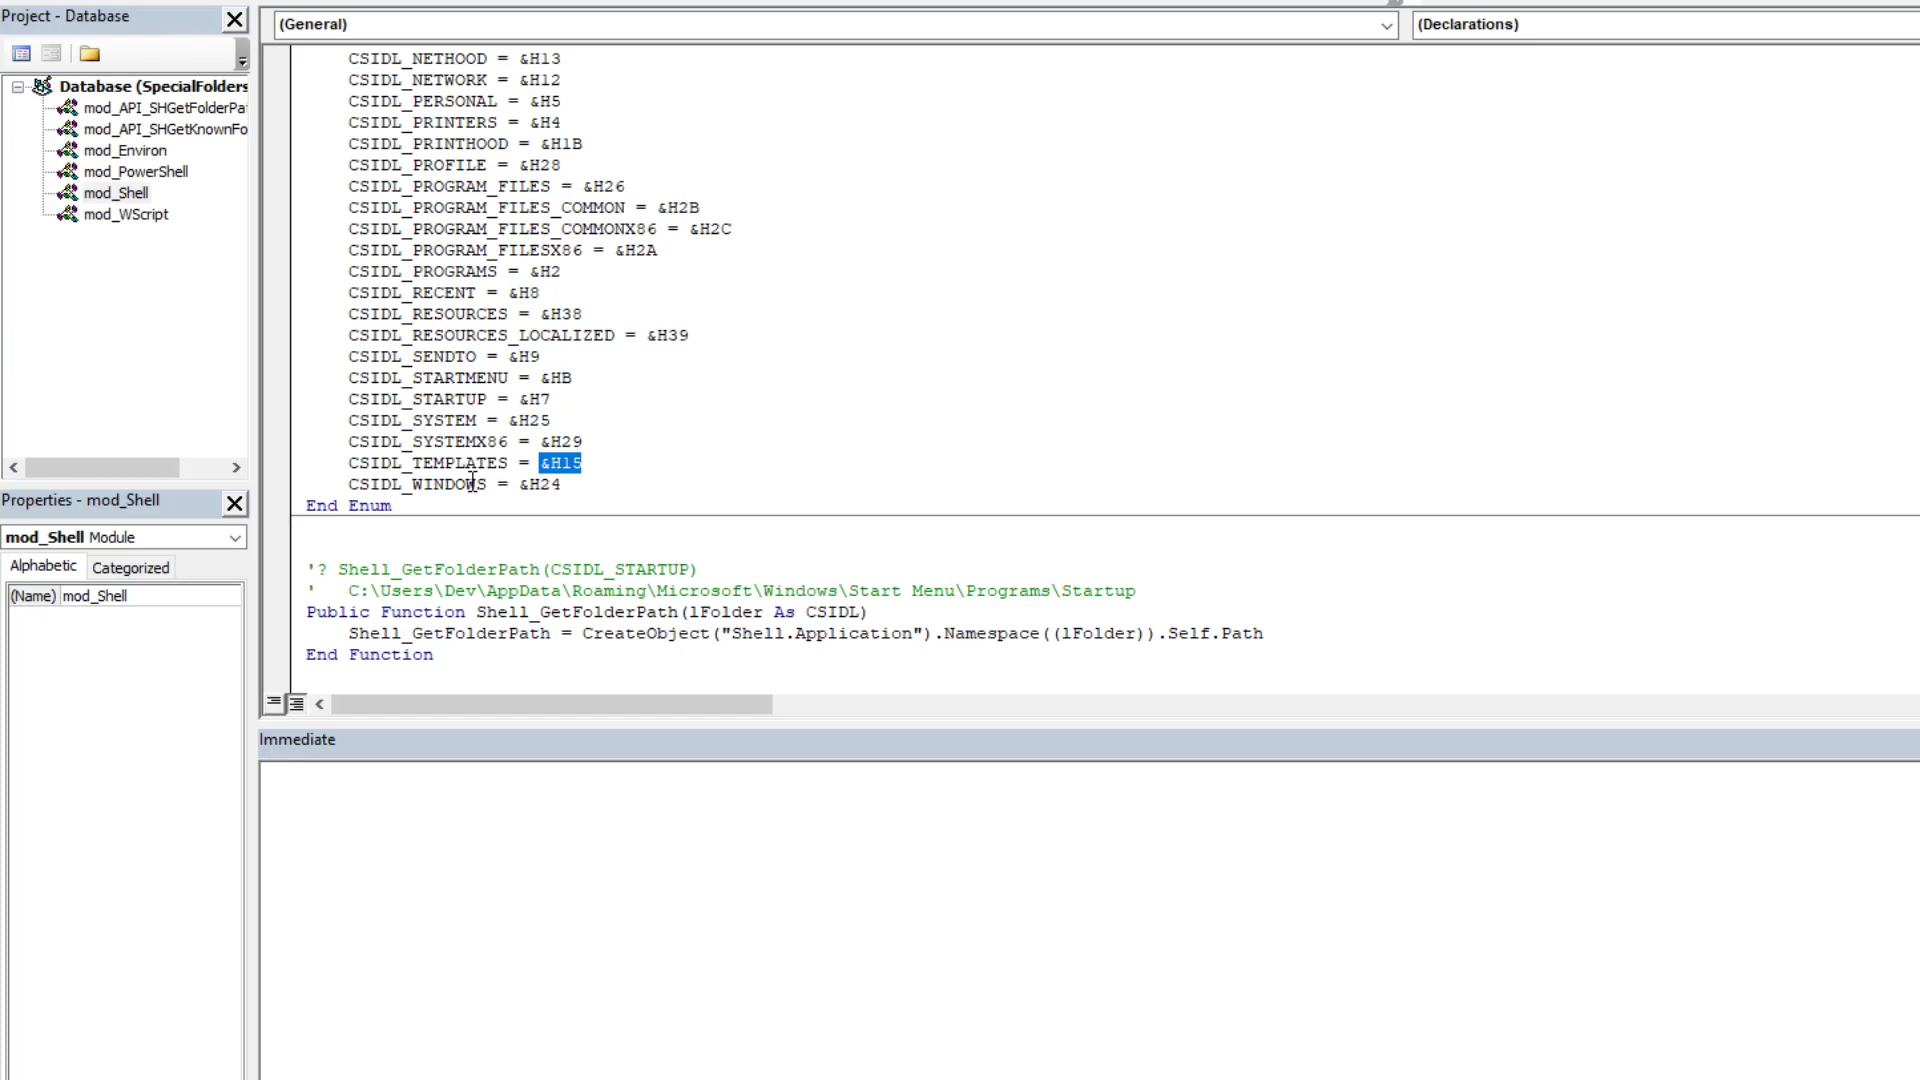 Project - Database
Database (SpecialFolders
mod_API_SHGetFolderPa
mod_API_SHGetKnownFo
mod_Environ
mod_PowerShell
mod_Shell
mod_WScript
Properties - mod_Shell
mod_Shell Module
Alphabetic Categorized
(Name) mod_Shell
(General) (Declarations)
CSIDL_NETHOOD = &H13
CSIDL_NETWORK = &H12
CSIDL_PERSONAL = &H5
CSIDL_PRINTERS = &H4
CSIDL_PRINTHOOD = &H1B
CSIDL_PROFILE = &H28
CSIDL_PROGRAM_FILES = &H26
CSIDL_PROGRAM_FILES_COMMON = &H2B
CSIDL_PROGRAM_FILES_COMMONX86 = &H2C
CSIDL_PROGRAM_FILESX86 = &H2A
CSIDL_PROGRAMS = &H2
CSIDL_RECENT = &H8
CSIDL_RESOURCES = &H38
CSIDL_RESOURCES_LOCALIZED = &H39
CSIDL_SENDTO = &H9
CSIDL_STARTMENU = &HB
CSIDL_STARTUP = &H7
CSIDL_SYSTEM = &H25
CSIDL_SYSTEMX86 = &H29
CSIDL_TEMPLATES = &H15
CSIDL_WINDOWS = &H24
End Enum
'? Shell_GetFolderPath(CSIDL_STARTUP)
'   C:\Users\Dev\AppData\Roaming\Microsoft\Windows\Start Menu\Programs\Startup
Public Function Shell_GetFolderPath(lFolder As CSIDL)
Shell_GetFolderPath = CreateObject("Shell.Application").Namespace((lFolder)).Self.Path
End Function
Immediate